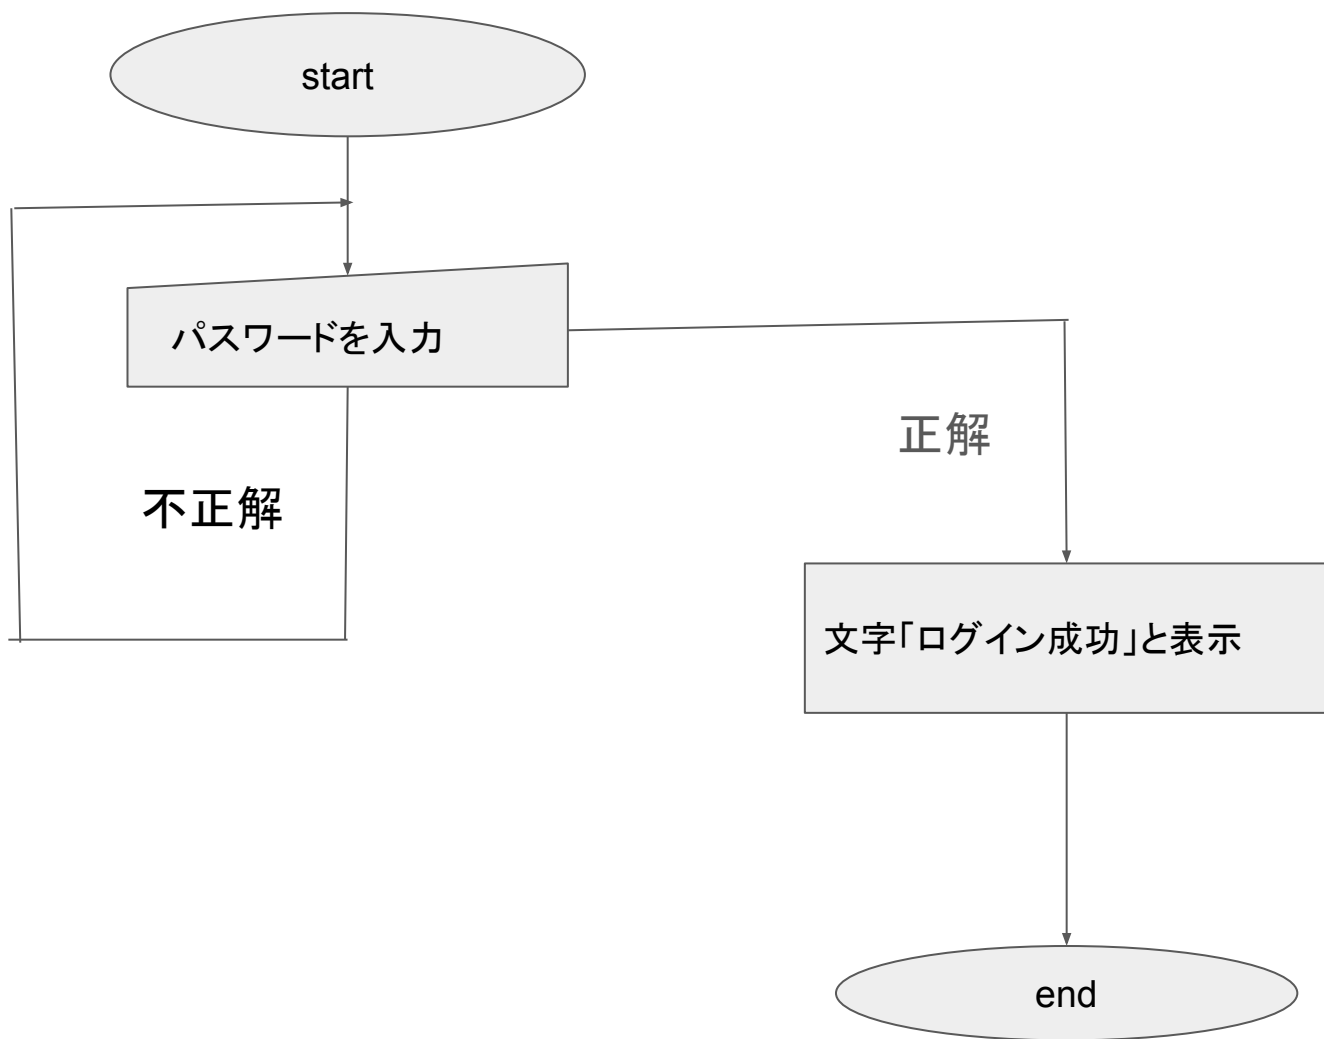 start
パスワードを入力
正解
不正解
文字「ログイン成功」と表示
end